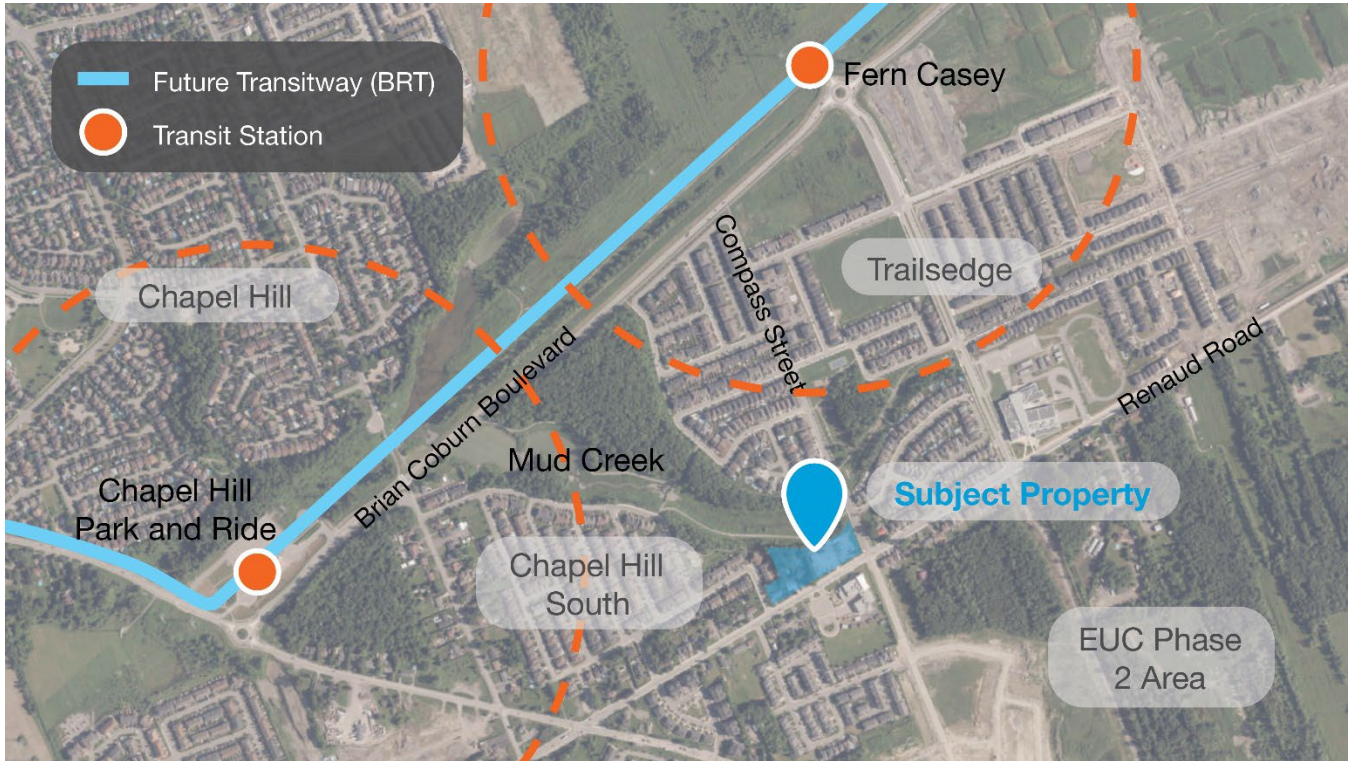 Future Transitway (BRT)
Transit Station
Fern Casey
Compass Street
Trailsedge
Chapel Hill
Renaud Road
Brian Coburn Boulevard
Mud Creek
Chapel Hill
Park and Ride
Subject Property
Chapel Hill
South
EUC Phase
2 Area